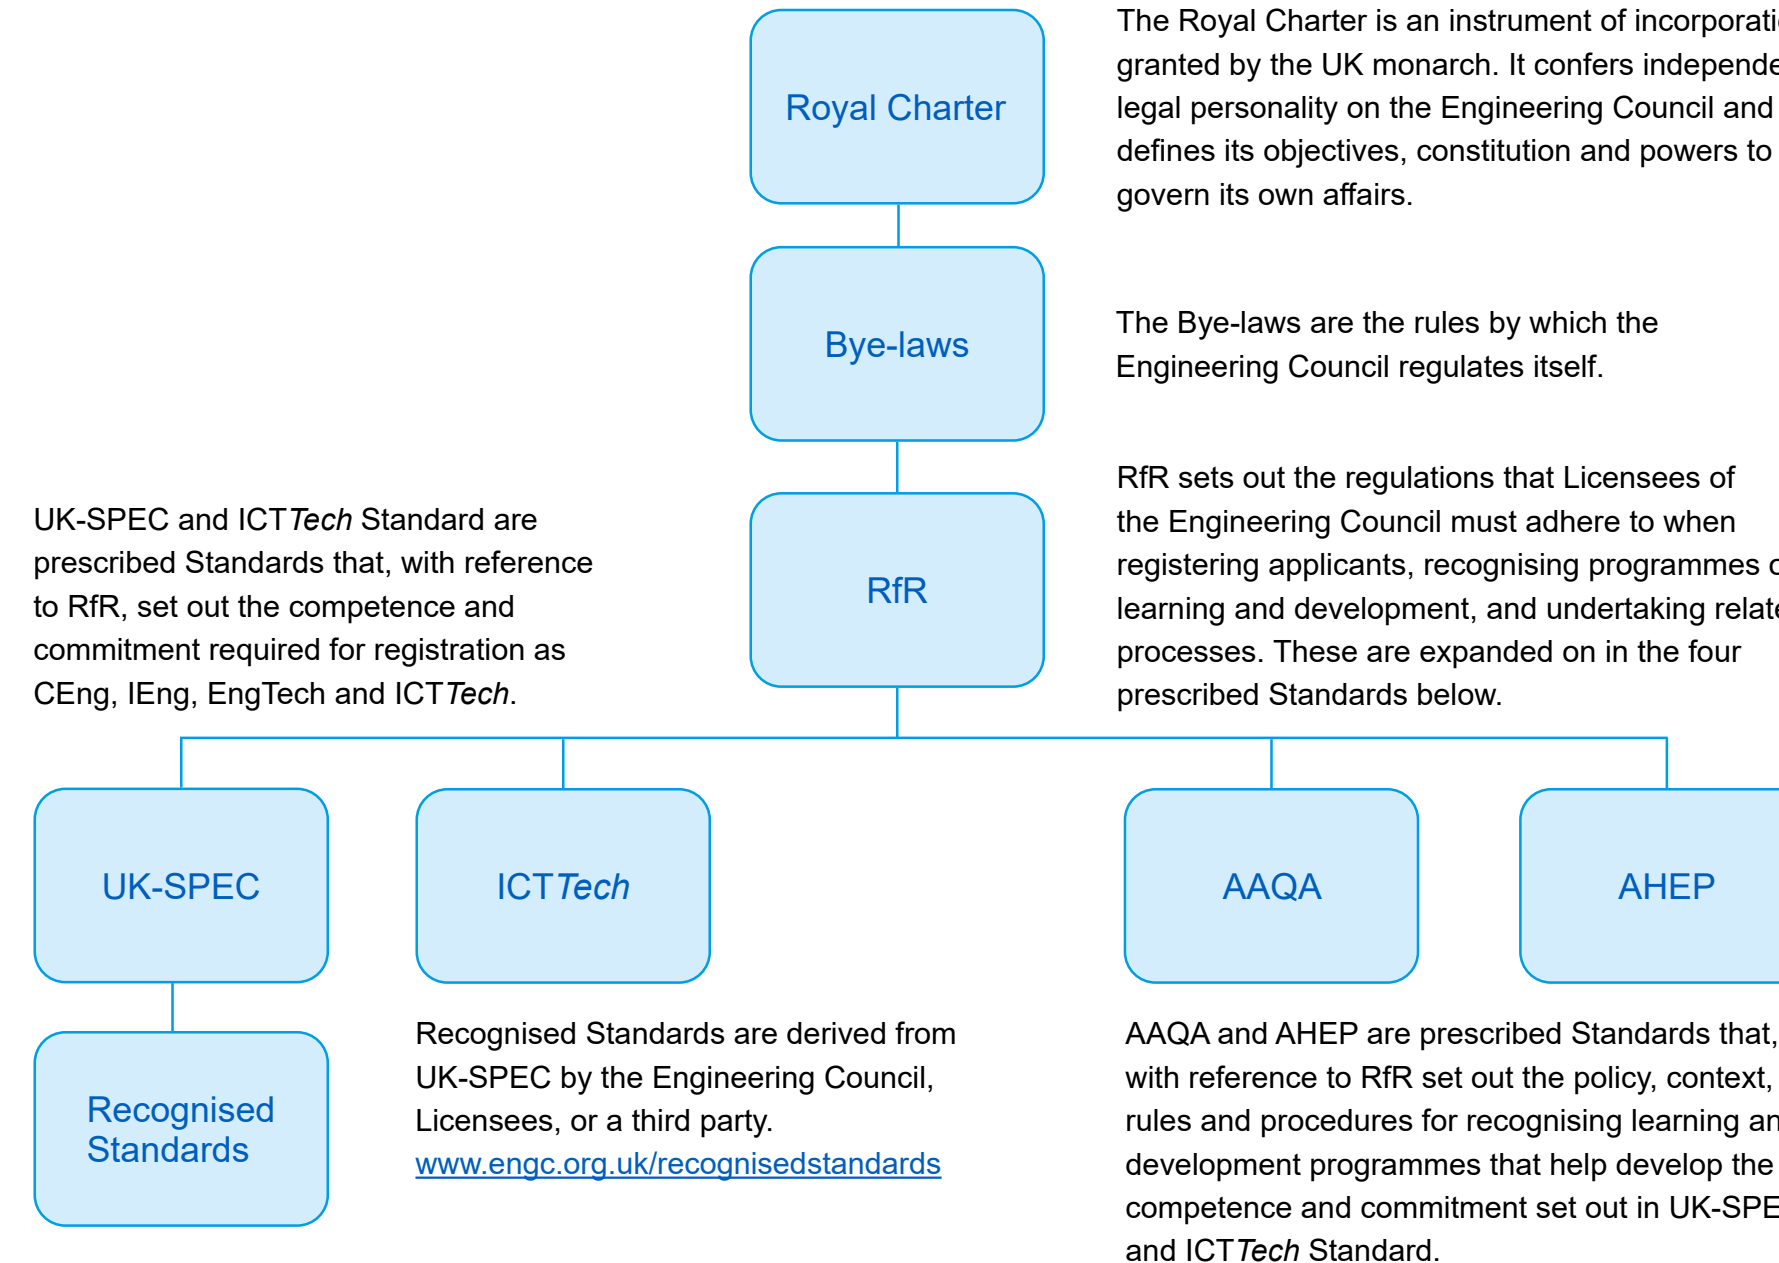 Royal Charter
The Royal Charter is an instrument of
granted by the UK monarch. It confers
legal personality on the Engineering Council and
defines its objectives, constitution and powers to
govern its own affairs.
Bye-laws
The Bye-laws are the rules by which the
Engineering Council regulates itself.
UK-SPEC and ICTTech Standard are
prescribed Standards that, with reference
to RfR, set out the competence and
commitment required for registration as
CEng, IEng, EngTech and ICTTech.
RfR
RfR sets out the regulations that Licensees of
the Engineering Council must adhere to when
registering applicants, recognising programmes
learning and development, and undertaking
processes. These are expanded on in the four
prescribed Standards below.
UK-SPEC
ICTTech
AAQA
AHEP
Recognised
Standards
Recognised Standards are derived from
UK-SPEC by the Engineering Council,
Licensees, or a third party.
www.engc.org.uk/recognisedstandards
AAQA and AHEP are prescribed Standards that,
with reference to RfR set out the policy, context,
rules and procedures for recognising learning
development programmes that help develop the
competence and commitment set out in
and ICTTech Standard.